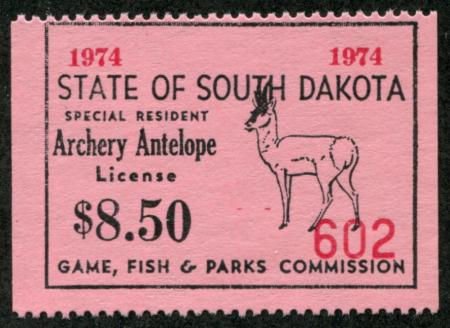 1974 1974
STATE OF SOUTH DAKOTA
SPECIAL RESIDENT
Archery Antelope
License
$8.50
602
GAME, FISH & PARKS COMMISSION